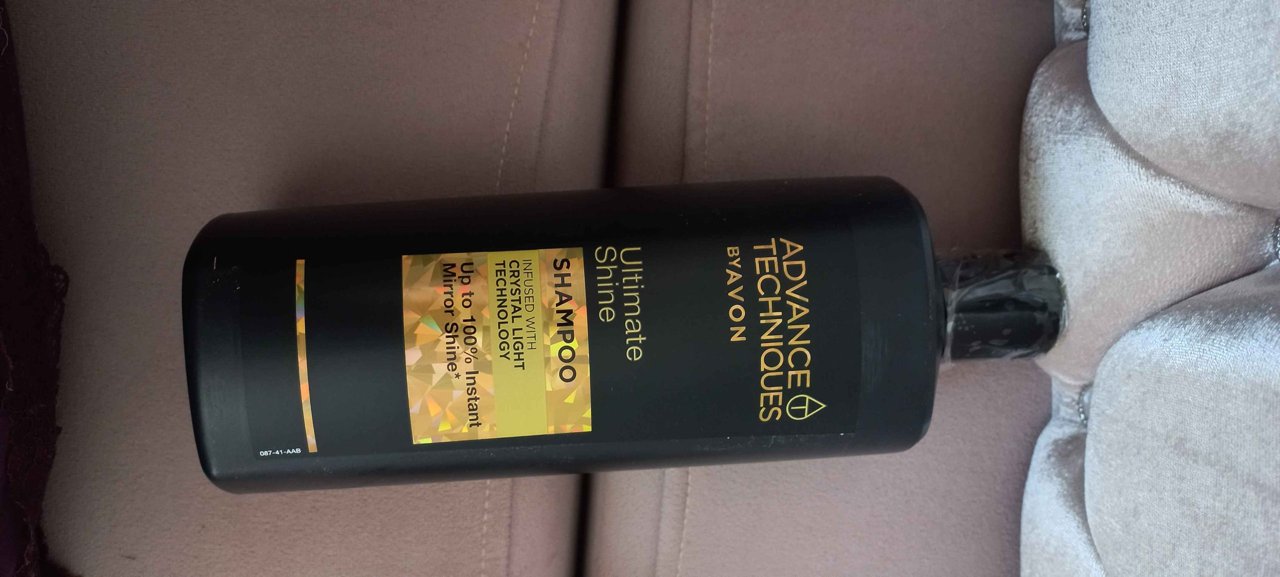 ADVANCE
TECHNIQUES
BY AVON
Ultimate
Shine
SHAMPOO
INFUSED WITH
CRYSTAL LIGHT
TECHNOLOGY
Up to 100% Instant
Mirror Shine*
087-41-AAB